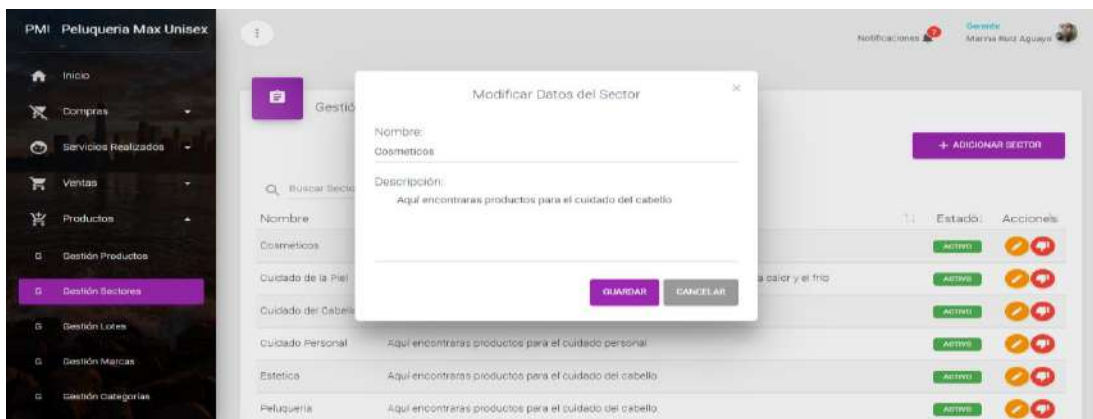 PMI Peluqueria Max Unisex
Notificaciones
Gerente
Marina Ruiz Aguayo
Inicio
Compras
Servicios Realizados
Ventas
Productos
G Gestión Productos
G Gestión Sectores
G Gestión Lotes
G Gestión Marcas
G Gestión Categorías
Gestió
+ ADICIONAR SECTOR
Buscar Secto
Nombre Estado Acciones
Cosmeticos ACTIVO
Cuidado de la Piel a calor y el frio ACTIVO
Cuidado del Cabell ACTIVO
Cuidado Personal Aquí encontraras productos para el cuidado personal ACTIVO
Estetica Aquí encontraras productos para el cuidado del cabello ACTIVO
Peluqueria Aquí encontraras productos para el cuidado del cabello ACTIVO
Modificar Datos del Sector
×
Nombre:
Cosmeticos
Descripción:
Aquí encontraras productos para el cuidado del cabello
GUARDAR CANCELAR